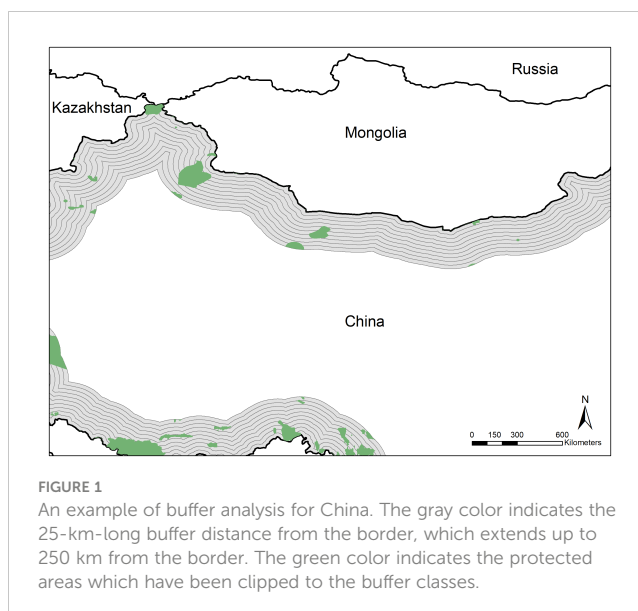 Russia
Kazakhstan
Mongolia
China
N
0 150 300 600
Kilometers
FIGURE 1
An example of buffer analysis for China. The gray color indicates the
25-km-long buffer distance from the border, which extends up to
250 km from the border. The green color indicates the protected
areas which have been clipped to the buffer classes.